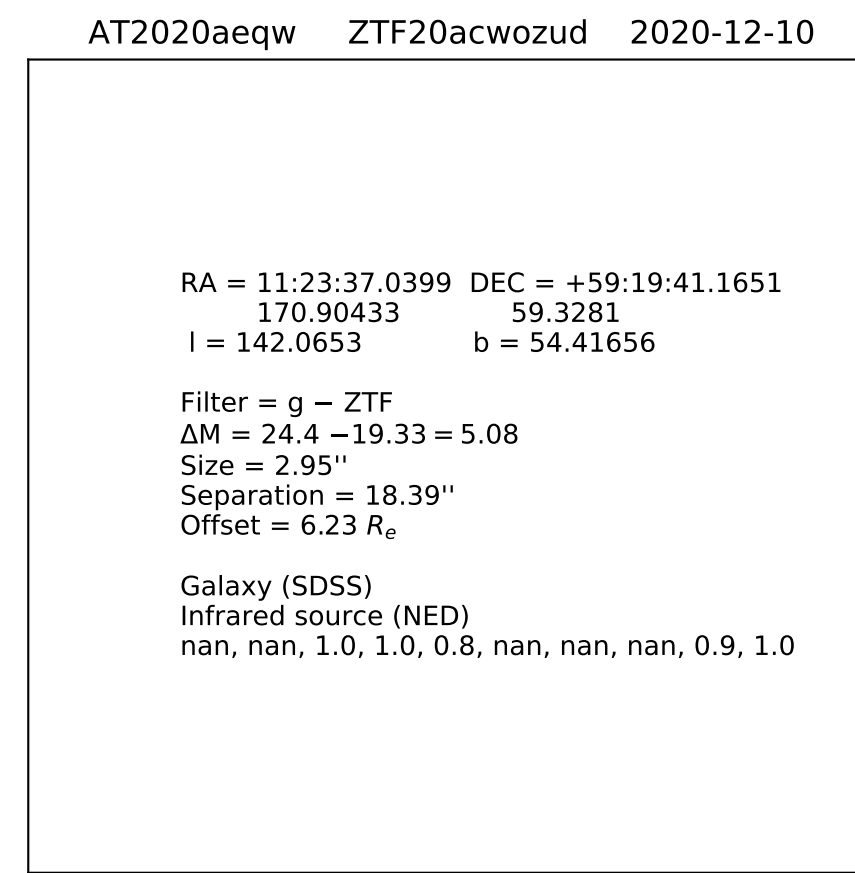 AT2020aeqw ZTF20acwozud 2020-12-10
RA = 11:23:37.0399 DEC = +59:19:41.1651
170.90433 59.3281
l = 142.0653 b = 54.41656
Filter = g − ZTF
ΔM = 24.4 −19.33 = 5.08
Size = 2.95''
Separation = 18.39''
Offset = 6.23 Re
Galaxy (SDSS)
Infrared source (NED)
nan, nan, 1.0, 1.0, 0.8, nan, nan, nan, 0.9, 1.0